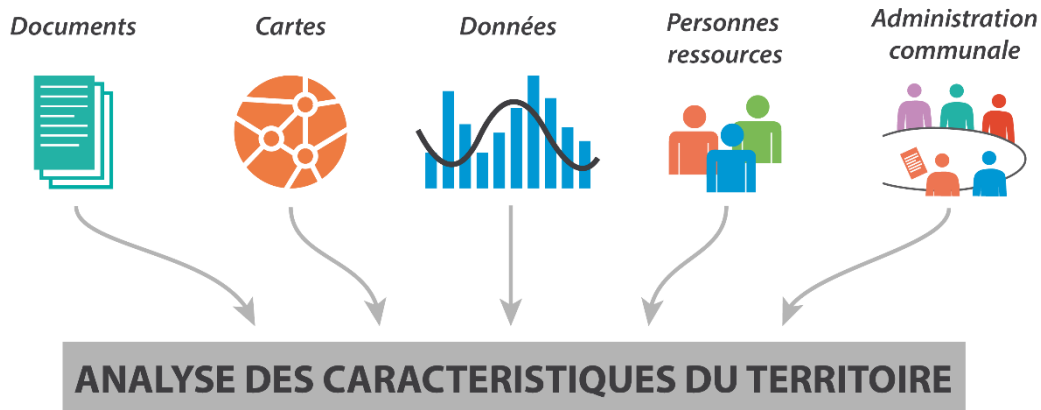 Documents
Cartes
Données
Personnes
ressources
Administration
communale
ANALYSE DES CARACTERISTIQUES DU TERRITOIRE